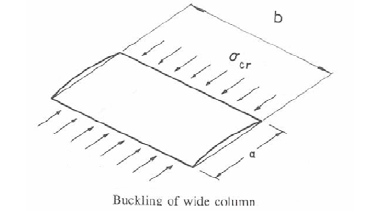 b
σcr
a
Buckling of wide column